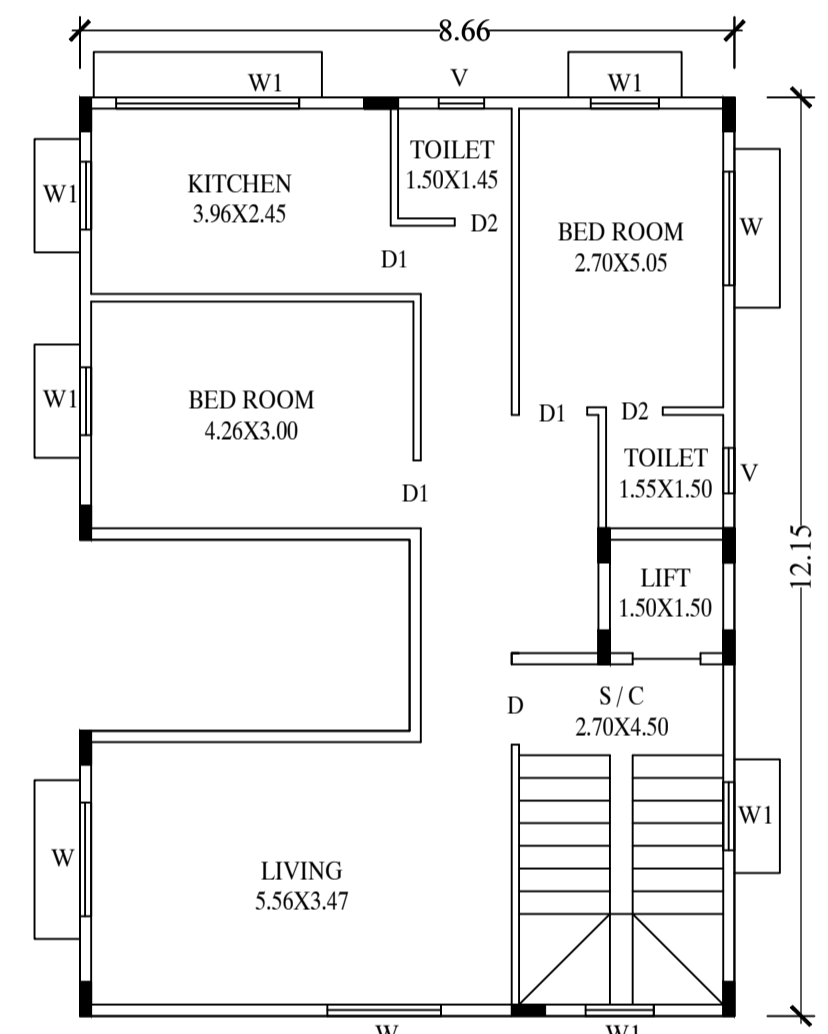 8.66
W1
V
W1
TOILET
1.50X1.45
KITCHEN
3.96X2.45
W1
D2
BED ROOM
2.70X5.05
W
D1
BED ROOM
4.26X3.00
W1
D1
D2
TOILET
1.55X1.50
V
D1
12.15
LIFT
1.50X1.50
S / C
2.70X4.50
D
W1
W
LIVING
5.56X3.47
W
W1